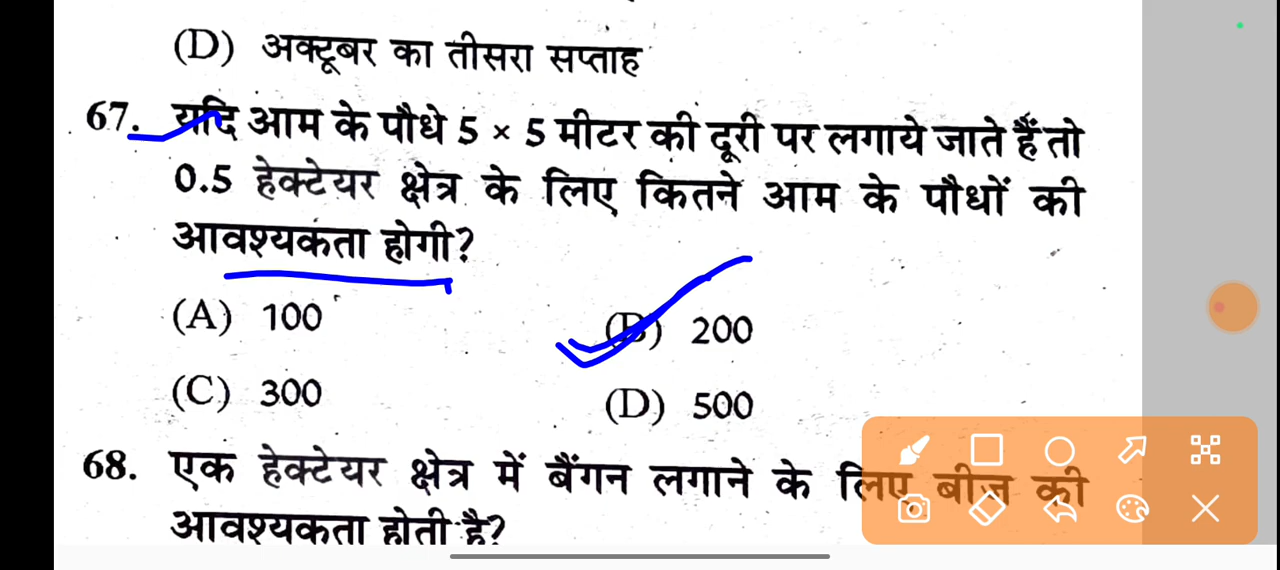 (D) अक्टूबर का तीसरा सप्ताह
67. यदि आम के पौधे 5 × 5 मीटर की दूरी पर लगाये जाते हैं तो
0.5 हेक्टेयर क्षेत्र के लिए कितने आम के पौधों की
आवश्यकता होगी?
(A) 100
(B) 200
(C) 300
(D) 500
68. एक हेक्टेयर क्षेत्र में बैंगन लगाने के लिए बीज की
आवश्यकता होती है?